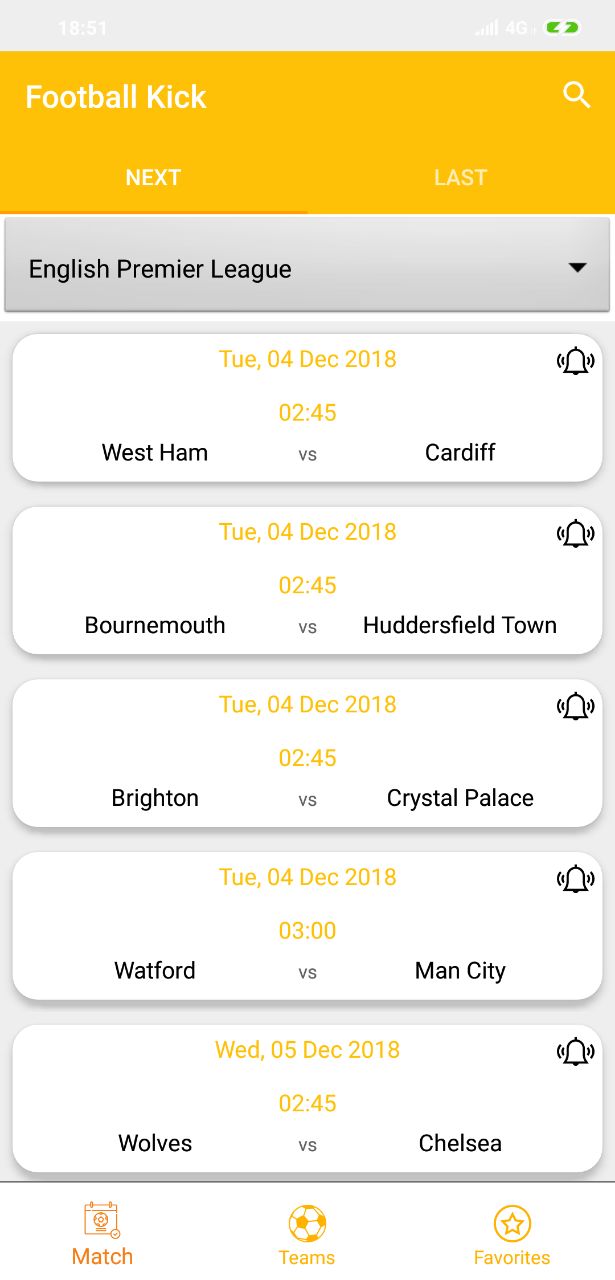 18:51
4G
Football Kick
NEXT LAST
English Premier League
Tue, 04 Dec 2018
02:45
West Ham vs Cardiff
Tue, 04 Dec 2018
02:45
Bournemouth vs Huddersfield Town
Tue, 04 Dec 2018
02:45
Brighton vs Crystal Palace
Tue, 04 Dec 2018
03:00
Watford vs Man City
Wed, 05 Dec 2018
02:45
Wolves vs Chelsea
Match Teams Favorites